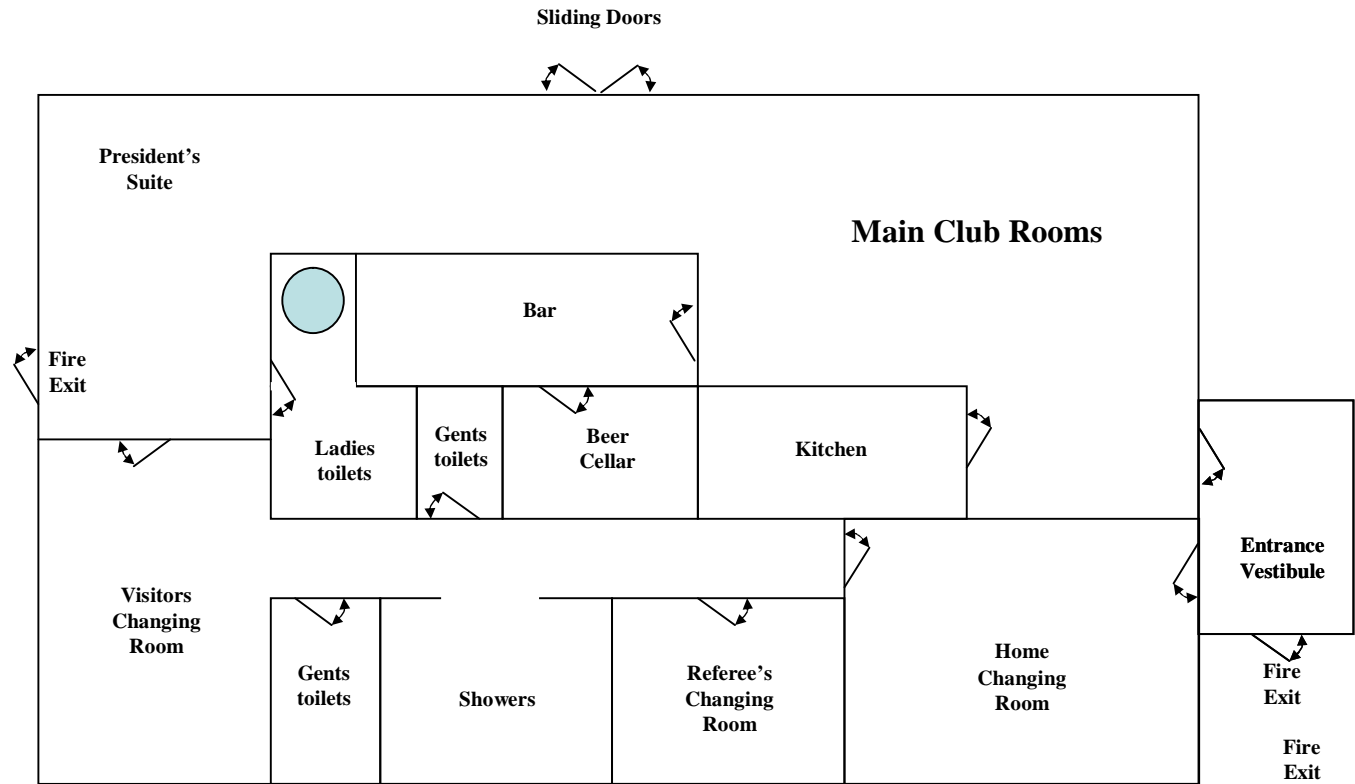 Sliding Doors
President's
Suite
Main Club Rooms
Bar
Fire
Exit
Ladies
toilets
Gents
toilets
Beer
Cellar
Kitchen
Entrance
Vestibule
Visitors
Changing
Room
Gents
toilets
Showers
Referee's
Changing
Room
Home
Changing
Room
Fire
Exit
Fire
Exit